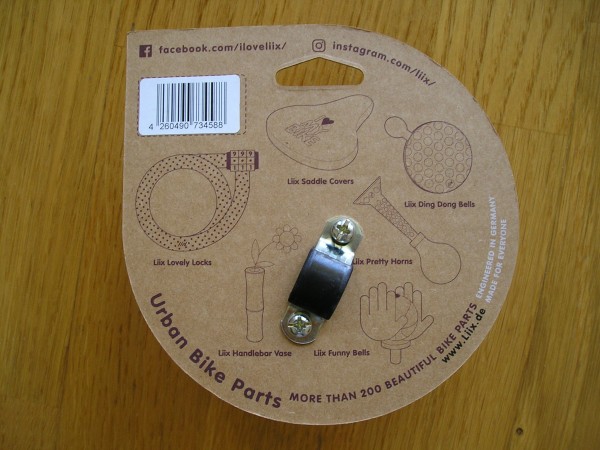 facebook.com/iloveliix/
instagram.com/liix/
4 260490 734588
Liix Saddle Covers
Liix Ding Dong Bells
Liix Lovely Locks
Liix Pretty Horns
Liix Handlebar Vase
Liix Funny Bells
Urban Bike Parts
MORE THAN 200 BEAUTIFUL BIKE PARTS
www.Liix.de
ENGINEERED IN GERMANY
MADE FOR EVERYONE